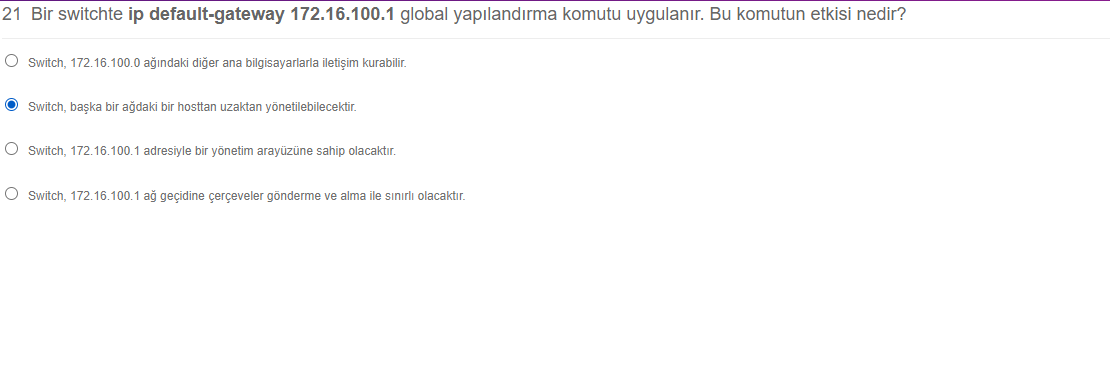 21 Bir switchte ip default-gateway 172.16.100.1 global yapılandırma komutu uygulanır. Bu komutun etkisi nedir?
Switch, 172.16.100.0 ağındaki diğer ana bilgisayarlarla iletişim kurabilir.
Switch, başka bir ağdaki bir hosttan uzaktan yönetilebilecektir.
Switch, 172.16.100.1 adresiyle bir yönetim arayüzüne sahip olacaktır.
Switch, 172.16.100.1 ağ geçidine çerçeveler gönderme ve alma ile sınırlı olacaktır.